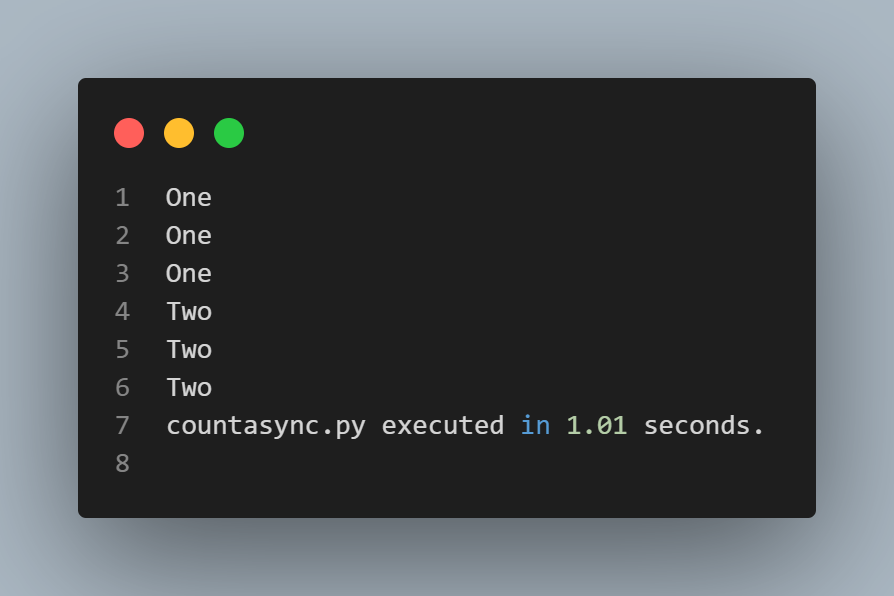 1 One
2 One
3 One
4 Two
5 Two
6 Two
7 countasync.py executed in 1.01 seconds.
8